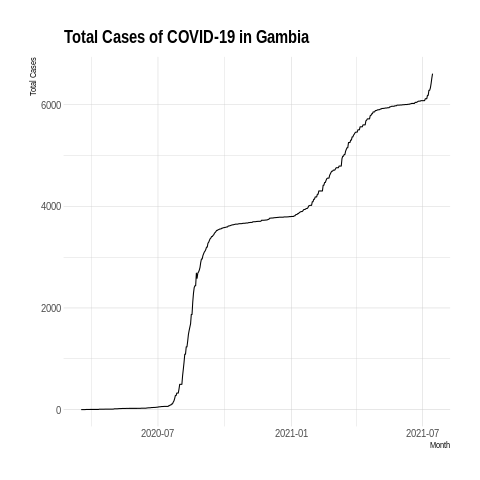 Total Cases of COVID-19 in Gambia
Total Cases
6000
4000
2000
0
2020-07
2021-01
2021-07
Month